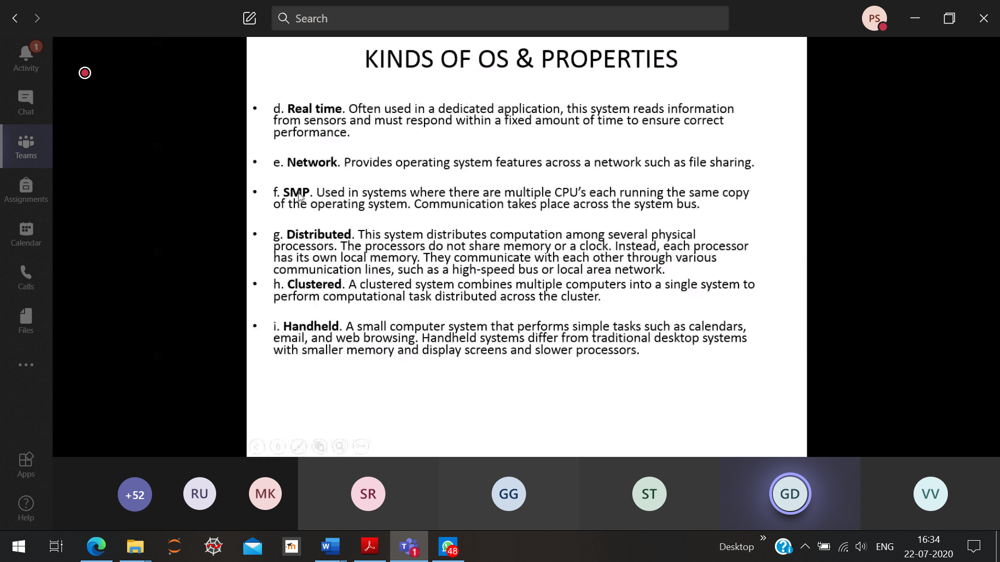 Search
PS
1
Activity
Chat
Teams
Assignments
Calendar
Calls
Files
Apps
Help
KINDS OF OS & PROPERTIES
• d. Real time. Often used in a dedicated application, this system reads information
from sensors and must respond within a fixed amount of time to ensure correct
performance.
• e. Network. Provides operating system features across a network such as file sharing.
• f. SMP. Used in systems where there are multiple CPU’s each running the same copy
of the operating system. Communication takes place across the system bus.
• g. Distributed. This system distributes computation among several physical
processors. The processors do not share memory or a clock. Instead, each processor
has its own local memory. They communicate with each other through various
communication lines, such as a high-speed bus or local area network.
• h. Clustered. A clustered system combines multiple computers into a single system to
perform computational task distributed across the cluster.
• i. Handheld. A small computer system that performs simple tasks such as calendars,
email, and web browsing. Handheld systems differ from traditional desktop systems
with smaller memory and display screens and slower processors.
+52 RU MK SR GG ST GD VV
m W T 1 48 Desktop ? i ENG 16:34
22-07-2020